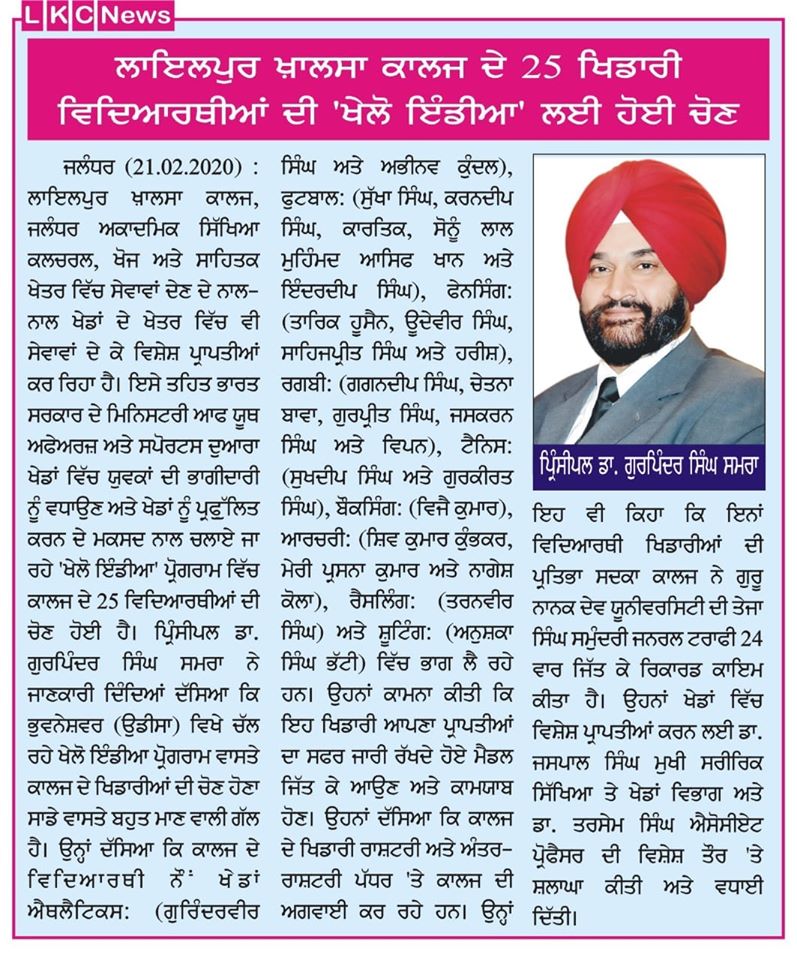 LKC News
ਲਾਇਲਪੁਰ ਖ਼ਾਲਸਾ ਕਾਲਜ ਦੇ 25 ਖਿਡਾਰੀ
ਵਿਦਿਆਰਥੀਆਂ ਦੀ 'ਖੇਲੋ ਇੰਡੀਆ' ਲਈ ਹੋਈ ਚੋਣ
ਜਲੰਧਰ (21.02.2020) :
ਲਾਇਲਪੁਰ ਖ਼ਾਲਸਾ ਕਾਲਜ,
ਜਲੰਧਰ ਅਕਾਦਮਿਕ ਸਿੱਖਿਆ
ਕਲਚਰਲ, ਖੋਜ ਅਤੇ ਸਾਹਿਤਕ
ਖੇਤਰ ਵਿੱਚ ਸੇਵਾਵਾਂ ਦੇਣ ਦੇ ਨਾਲ-
ਨਾਲ ਖੇਡਾਂ ਦੇ ਖੇਤਰ ਵਿੱਚ ਵੀ
ਸੇਵਾਵਾਂ ਦੇ ਕੇ ਵਿਸ਼ੇਸ਼ ਪ੍ਰਾਪਤੀਆਂ
ਕਰ ਰਿਹਾ ਹੈ। ਇਸੇ ਤਹਿਤ ਭਾਰਤ
ਸਰਕਾਰ ਦੇ ਮਿਨਿਸਟਰੀ ਆਫ ਯੂਥ
ਅਫੇਅਰਜ਼ ਅਤੇ ਸਪੋਰਟਸ ਦੁਆਰਾ
ਖੇਡਾਂ ਵਿੱਚ ਯੁਵਕਾਂ ਦੀ ਭਾਗੀਦਾਰੀ
ਨੂੰ ਵਧਾਉਣ ਅਤੇ ਖੇਡਾਂ ਨੂੰ ਪ੍ਰਫੁੱਲਿਤ
ਕਰਨ ਦੇ ਮਕਸਦ ਨਾਲ ਚਲਾਏ ਜਾ
ਰਹੇ 'ਖੇਲੋ ਇੰਡੀਆ' ਪ੍ਰੋਗਰਾਮ ਵਿੱਚ
ਕਾਲਜ ਦੇ 25 ਵਿਦਿਆਰਥੀਆਂ ਦੀ
ਚੋਣ ਹੋਈ ਹੈ। ਪ੍ਰਿੰਸੀਪਲ ਡਾ.
ਗੁਰਪਿੰਦਰ ਸਿੰਘ ਸਮਰਾ ਨੇ
ਜਾਣਕਾਰੀ ਦਿੰਦਿਆਂ ਦੱਸਿਆ ਕਿ
ਭੁਵਨੇਸ਼ਵਰ (ਉਡੀਸਾ) ਵਿਖੇ ਚੱਲ
ਰਹੇ ਖੇਲੋ ਇੰਡੀਆ ਪ੍ਰੋਗਰਾਮ ਵਾਸਤੇ
ਕਾਲਜ ਦੇ ਖਿਡਾਰੀਆਂ ਦੀ ਚੋਣ ਹੋਣਾ
ਸਾਡੇ ਵਾਸਤੇ ਬਹੁਤ ਮਾਣ ਵਾਲੀ ਗੱਲ
ਹੈ। ਉਨ੍ਹਾਂ ਦੱਸਿਆ ਕਿ ਕਾਲਜ ਦੇ
ਵਿਦਿਆਰਥੀ ਨੌਂ ਖੇਡਾਂ
ਐਥਲੈਟਿਕਸ: (ਗੁਰਿੰਦਰਵੀਰ
ਸਿੰਘ ਅਤੇ ਅਭੀਨਵ ਕੁੰਦਲ),
ਫੁਟਬਾਲ: (ਸੁੱਖਾ ਸਿੰਘ, ਕਰਨਦੀਪ
ਸਿੰਘ, ਕਾਰਤਿਕ, ਸੋਨੂੰ ਲਾਲ
ਮੁਹਿੰਮਦ ਆਸਿਫ ਖਾਨ ਅਤੇ
ਇੰਦਰਦੀਪ ਸਿੰਘ), ਫੇਨਸਿੰਗ:
(ਤਾਰਿਕ ਹੂਸੈਨ, ਊਦੇਵੀਰ ਸਿੰਘ,
ਸਾਹਿਜਪ੍ਰੀਤ ਸਿੰਘ ਅਤੇ ਹਰੀਸ਼),
ਰਗਬੀ: (ਗਗਨਦੀਪ ਸਿੰਘ, ਚੇਤਨਾ
ਬਾਵਾ, ਗੁਰਪ੍ਰੀਤ ਸਿੰਘ, ਜਸਕਰਨ
ਸਿੰਘ ਅਤੇ ਵਿਪਨ), ਟੈਨਿਸ:
(ਸੁਖਦੀਪ ਸਿੰਘ ਅਤੇ ਗੁਰਕੀਰਤ
ਸਿੰਘ), ਬੌਕਸਿੰਗ: (ਵਿਜੈ ਕੁਮਾਰ),
ਆਰਚਰੀ: (ਸ਼ਿਵ ਕੁਮਾਰ ਕੁੰਭਕਰ,
ਮੇਰੀ ਪ੍ਰਸਨਾ ਕੁਮਾਰ ਅਤੇ ਨਾਗੇਸ਼
ਕੋਲਾ), ਰੈਸਲਿੰਗ: (ਤਰਨਵੀਰ
ਸਿੰਘ) ਅਤੇ ਸ਼ੂਟਿੰਗ: (ਅਨੁਸ਼ਕਾ
ਸਿੰਘ ਭੱਟੀ) ਵਿੱਚ ਭਾਗ ਲੈ ਰਹੇ
ਹਨ। ਉਹਨਾਂ ਕਾਮਨਾ ਕੀਤੀ ਕਿ
ਇਹ ਖਿਡਾਰੀ ਆਪਣਾ ਪ੍ਰਾਪਤੀਆਂ
ਦਾ ਸਫਰ ਜਾਰੀ ਰੱਖਦੇ ਹੋਏ ਮੈਡਲ
ਜਿੱਤ ਕੇ ਆਉਣ ਅਤੇ ਕਾਮਯਾਬ
ਹੋਣ। ਉਹਨਾਂ ਦੱਸਿਆ ਕਿ ਕਾਲਜ
ਦੇ ਖਿਡਾਰੀ ਰਾਸ਼ਟਰੀ ਅਤੇ ਅੰਤਰ-
ਰਾਸ਼ਟਰੀ ਪੱਧਰ 'ਤੇ ਕਾਲਜ ਦੀ
ਅਗਵਾਈ ਕਰ ਰਹੇ ਹਨ। ਉਨ੍ਹਾਂ
ਪ੍ਰਿੰਸੀਪਲ ਡਾ. ਗੁਰਪਿੰਦਰ ਸਿੰਘ ਸਮਰਾ
ਇਹ ਵੀ ਕਿਹਾ ਕਿ ਇਨਾਂ
ਵਿਦਿਆਰਥੀ ਖਿਡਾਰੀਆਂ ਦੀ
ਪ੍ਰਤਿਭਾ ਸਦਕਾ ਕਾਲਜ ਨੇ ਗੁਰੂ
ਨਾਨਕ ਦੇਵ ਯੂਨੀਵਰਸਿਟੀ ਦੀ ਤੇਜਾ
ਸਿੰਘ ਸਮੁੰਦਰੀ ਜਨਰਲ ਟਰਾਫੀ 24
ਵਾਰ ਜਿੱਤ ਕੇ ਰਿਕਾਰਡ ਕਾਇਮ
ਕੀਤਾ ਹੈ। ਉਹਨਾਂ ਖੇਡਾਂ ਵਿੱਚ
ਵਿਸ਼ੇਸ਼ ਪ੍ਰਾਪਤੀਆਂ ਕਰਨ ਲਈ ਡਾ.
ਜਸਪਾਲ ਸਿੰਘ ਮੁਖੀ ਸਰੀਰਿਕ
ਸਿੱਖਿਆ ਤੇ ਖੇਡਾਂ ਵਿਭਾਗ ਅਤੇ
ਡਾ. ਤਰਸੇਮ ਸਿੰਘ ਐਸੋਸੀਏਟ
ਪ੍ਰੋਫੈਸਰ ਦੀ ਵਿਸ਼ੇਸ਼ ਤੌਰ 'ਤੇ
ਸ਼ਲਾਘਾ ਕੀਤੀ ਅਤੇ ਵਧਾਈ
ਦਿੱਤੀ।